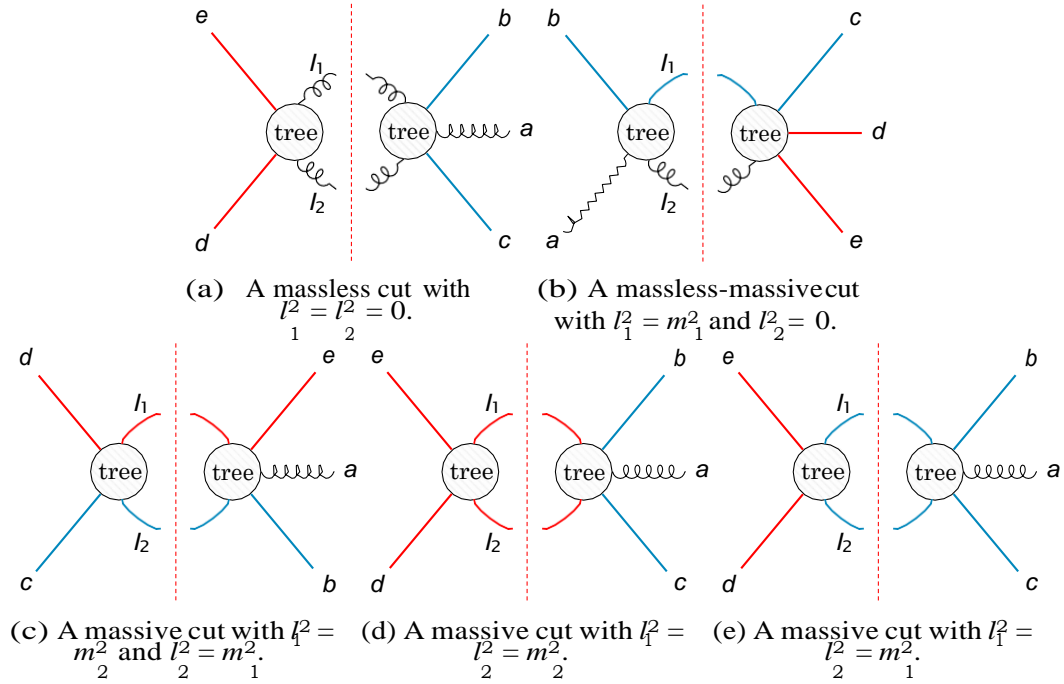 e
b
b
c
l₁
l₁
tree
tree
a
tree
tree
d
l₂
l₂
d
c
a
e
(a) A massless cut with
l₁² = l₂² = 0.
(b) A massless-massive cut
with l₁² = m₁² and l₂² = 0.
d
e
e
b
e
b
l₁
l₁
l₁
tree
tree
a
tree
tree
a
tree
tree
a
l₂
l₂
l₂
c
b
d
c
d
c
(c) A massive cut with l₁² =
m₂² and l₂² = m₁².
(d) A massive cut with l₁² =
l₂² = m₂².
(e) A massive cut with l₁² =
l₂² = m₁².